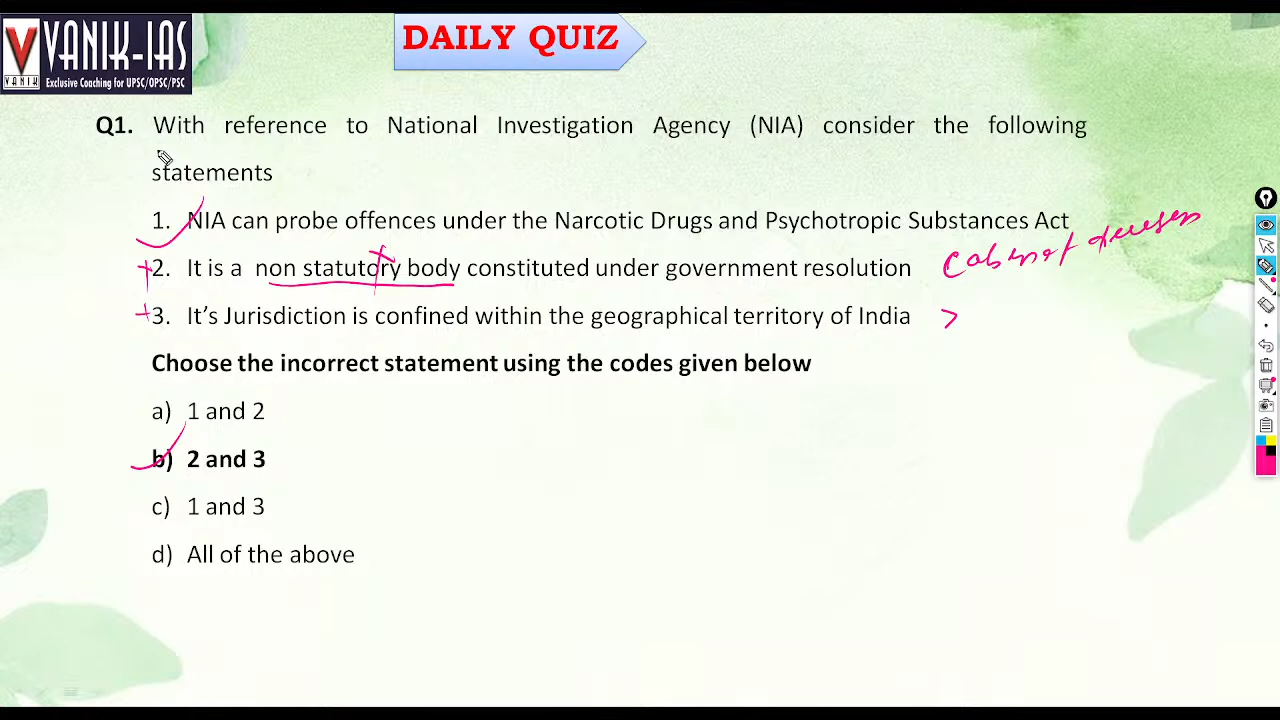 VANIK-IAS
VANIK
Exclusive Coaching for UPSC/OPSC/PSC
DAILY QUIZ
Q1. With reference to National Investigation Agency (NIA) consider the following
statements
1. NIA can probe offences under the Narcotic Drugs and Psychotropic Substances Act
2. It is a non statutory body constituted under government resolution
3. It's Jurisdiction is confined within the geographical territory of India
Choose the incorrect statement using the codes given below
a) 1 and 2
b) 2 and 3
c) 1 and 3
d) All of the above